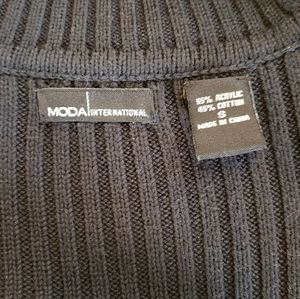 MODA INTERNATIONAL
55% ACRYLIC
45% COTTON
S
MADE IN CHINA